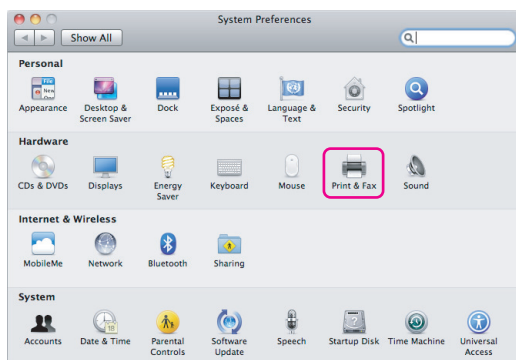 System Preferences
Show All
Personal
Appearance
Desktop &
Screen Saver
Dock
Exposé &
Spaces
Language &
Text
Security
Spotlight
Hardware
CDs & DVDs
Displays
Energy
Saver
Keyboard
Mouse
Print & Fax
Sound
Internet & Wireless
MobileMe
Network
Bluetooth
Sharing
System
Accounts
Date & Time
Parental
Controls
Software
Update
Speech
Startup Disk
Time Machine
Universal
Access